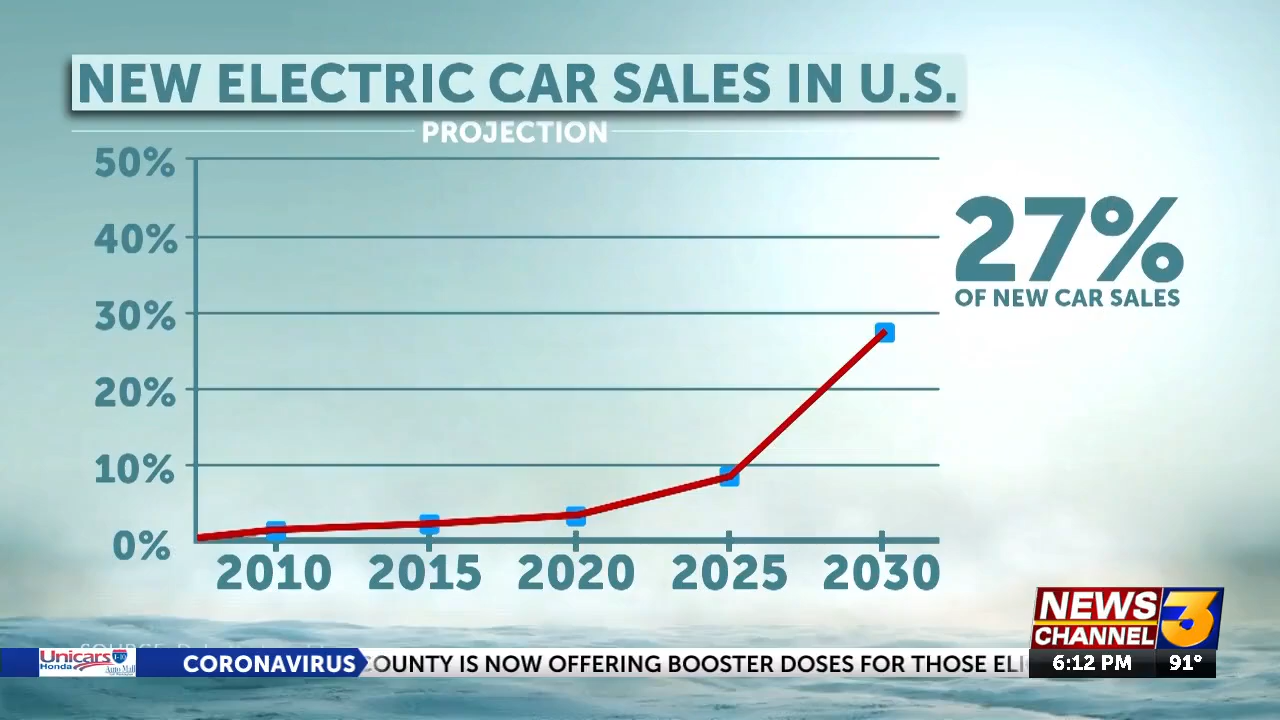 NEW ELECTRIC CAR SALES IN U.S.
PROJECTION
50%
40%
30%
20%
10%
0%
27%
OF NEW CAR SALES
2010 2015 2020 2025 2030
NEWS
CHANNEL 3
Unicars
Honda
CORONAVIRUS COUNTY IS NOW OFFERING BOOSTER DOSES FOR THOSE ELI
6:12 PM 91°